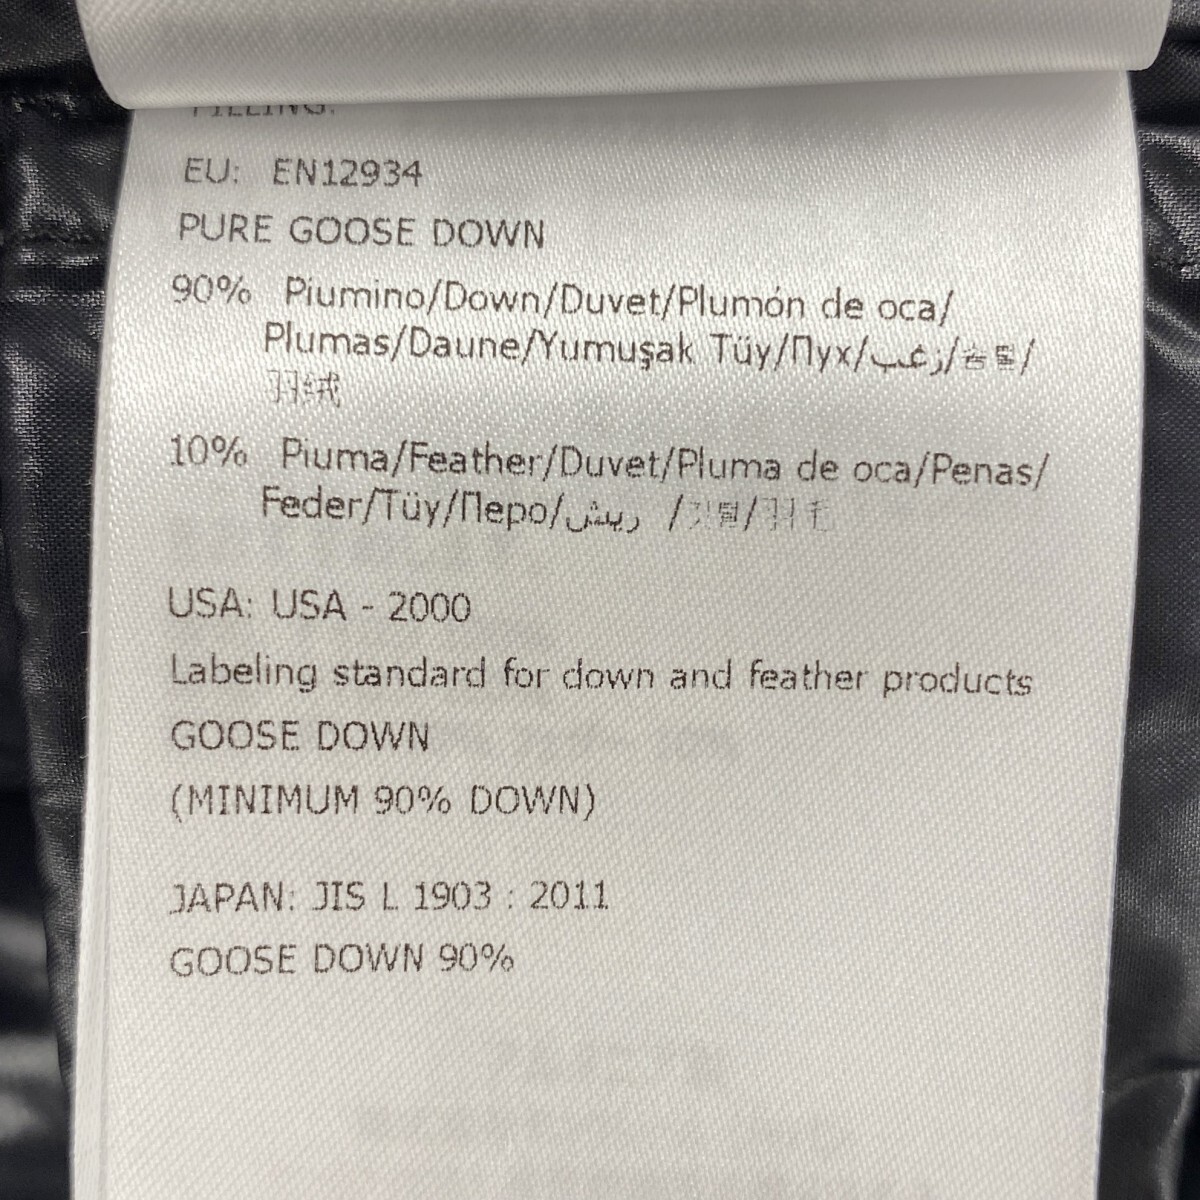 FILLING:
EU: EN12934
PURE GOOSE DOWN
90% Piumino/Down/Duvet/Plumón de oca/
Plumas/Daune/Yumuşak Tüy/Пух/زغب/솜털/
羽绒
10% Piuma/Feather/Duvet/Pluma de oca/Penas/
Feder/Tüy/Перо/ريش /깃털/羽毛
USA: USA - 2000
Labeling standard for down and feather products
GOOSE DOWN
(MINIMUM 90% DOWN)
JAPAN: JIS L 1903 : 2011
GOOSE DOWN 90%